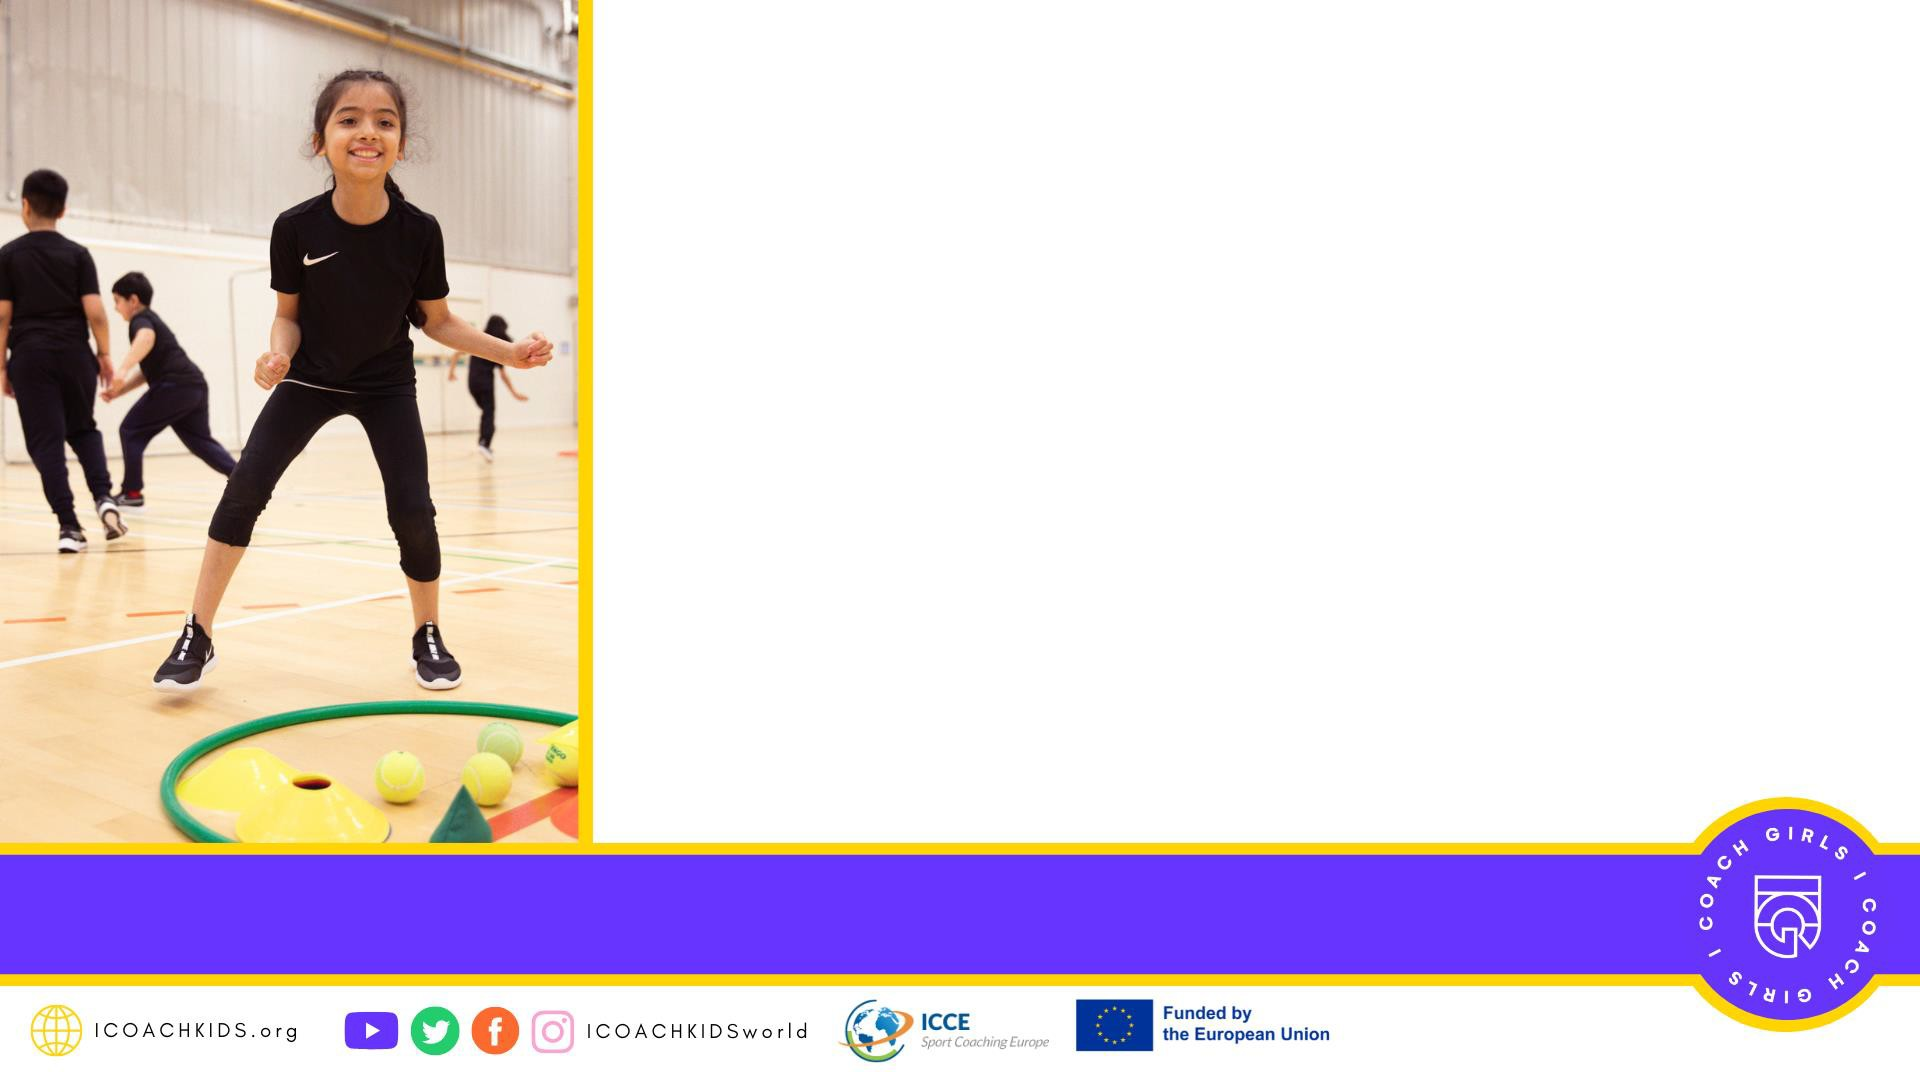 I COACH GIRLS I COACH GIRLS
ICOACHKIDS.org
ICOACHKIDSworld
ICCE
Sport Coaching Europe
Funded by
the European Union